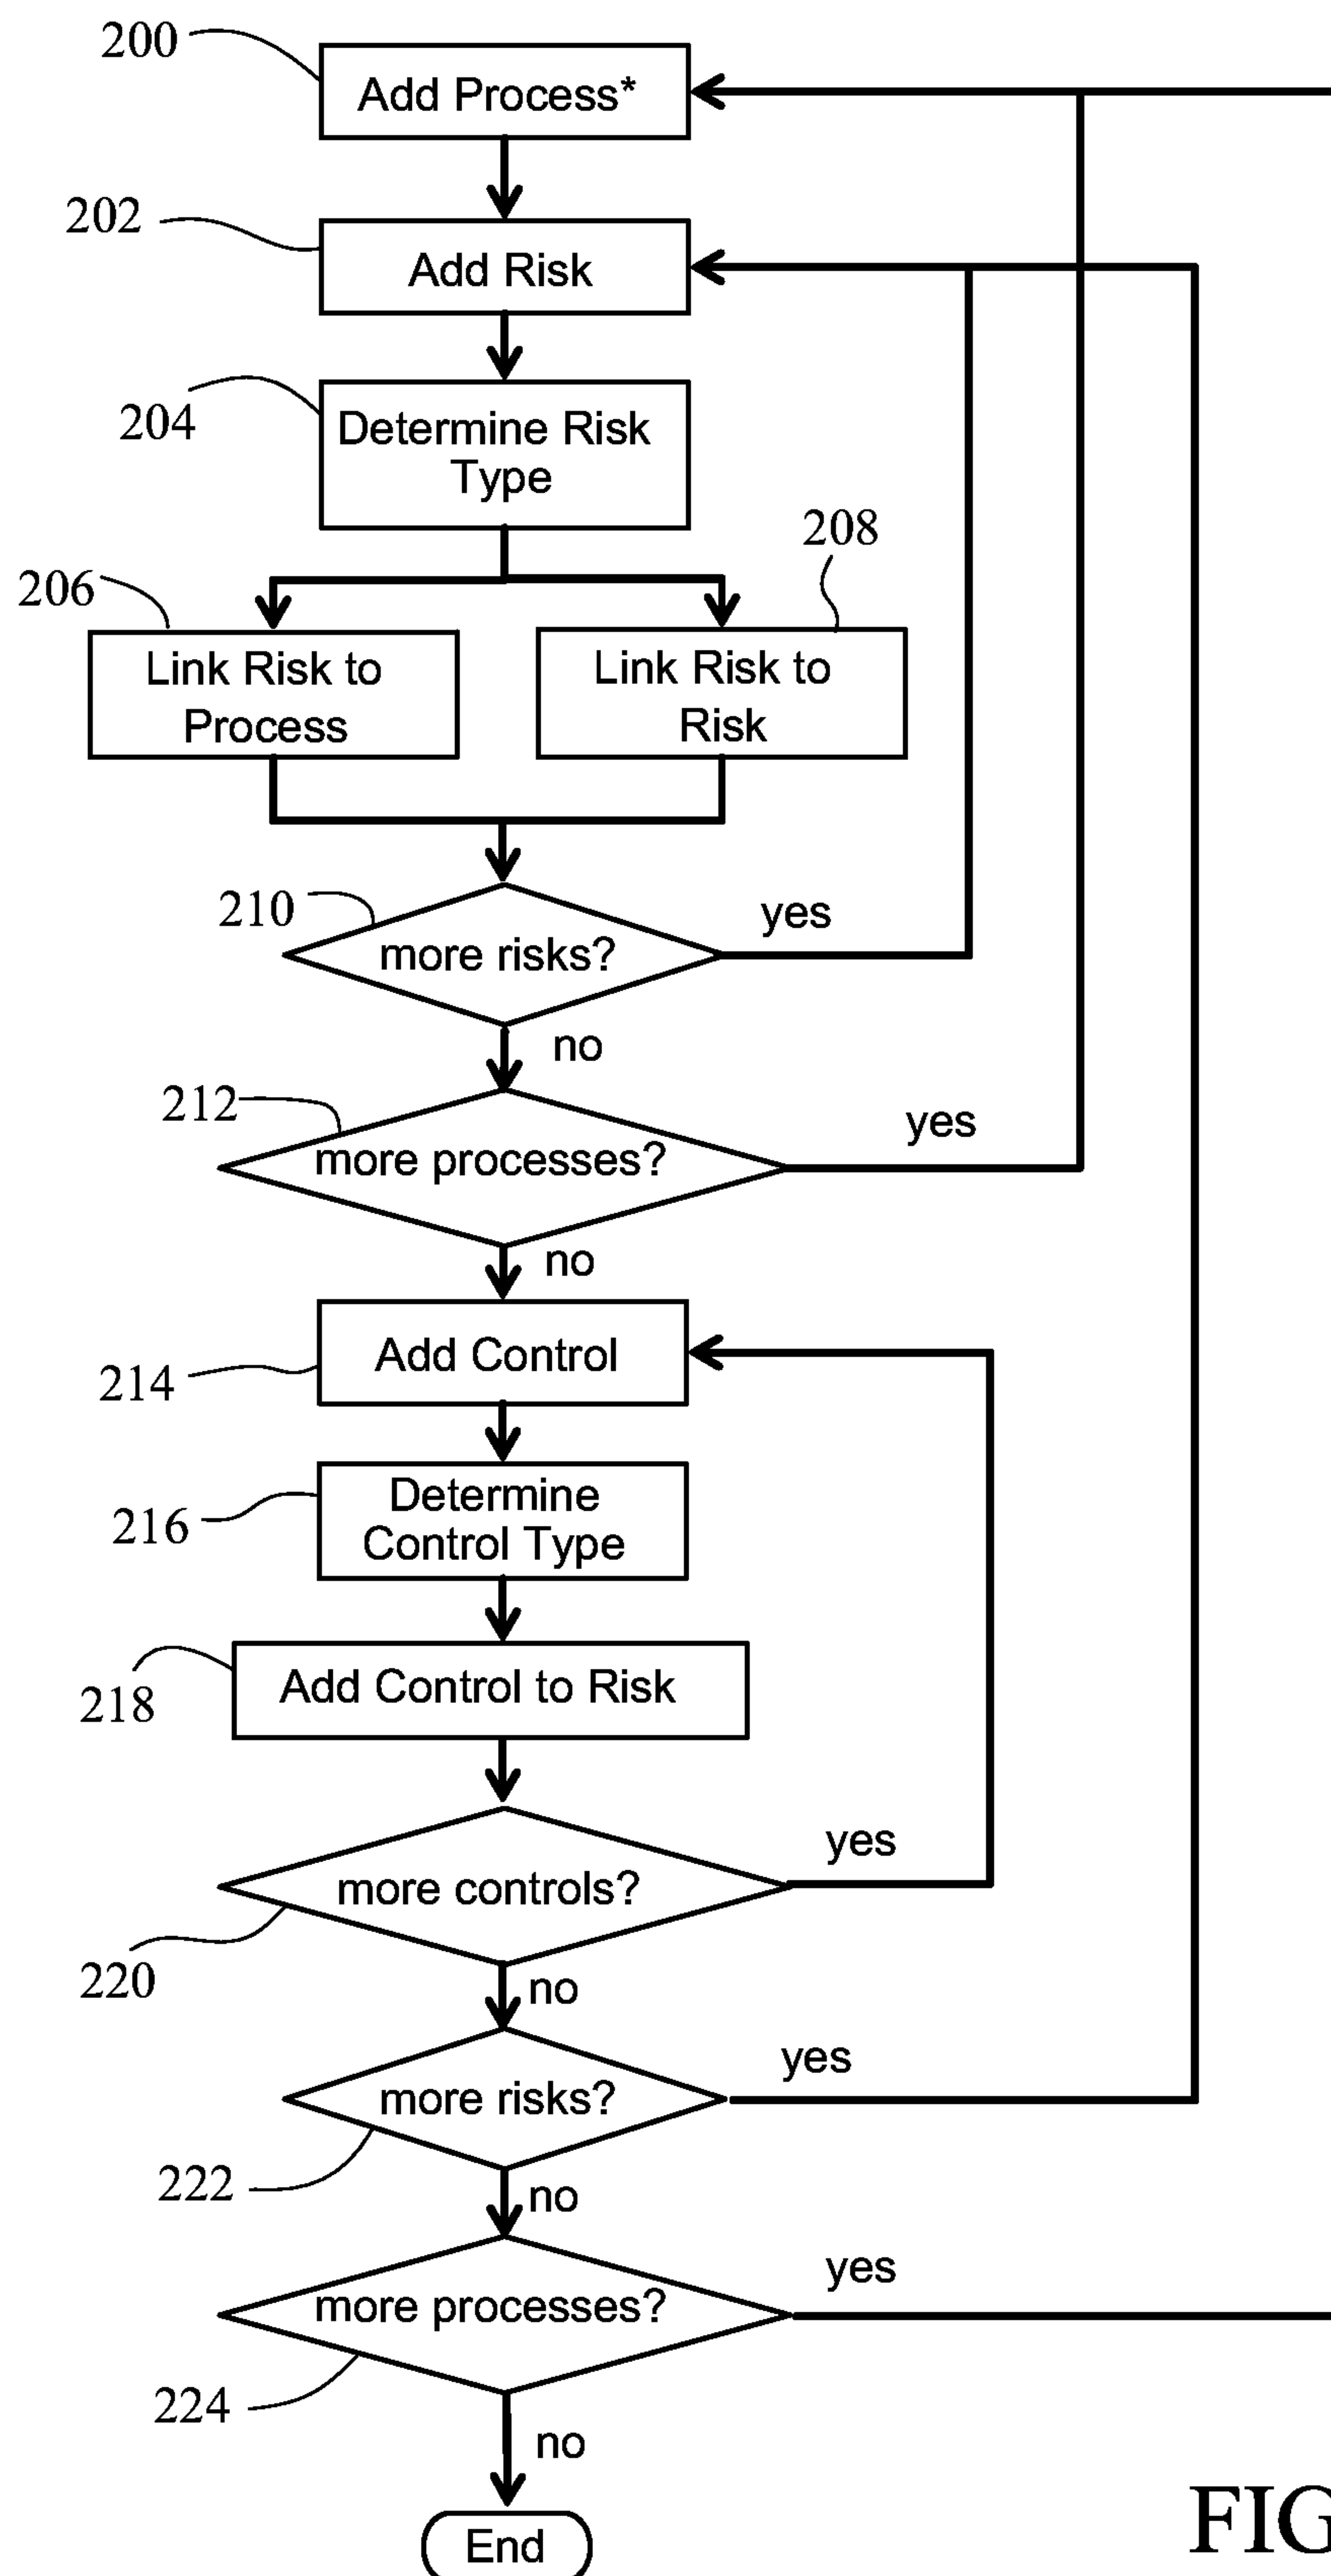 200
Add Process*
202
Add Risk
204
Determine Risk
Type
206
208
Link Risk to
Process
Link Risk to
Risk
210
more risks?
yes
no
212
more processes?
yes
no
214
Add Control
216
Determine
Control Type
218
Add Control to Risk
220
more controls?
yes
no
222
more risks?
yes
no
224
more processes?
yes
no
End
FIG